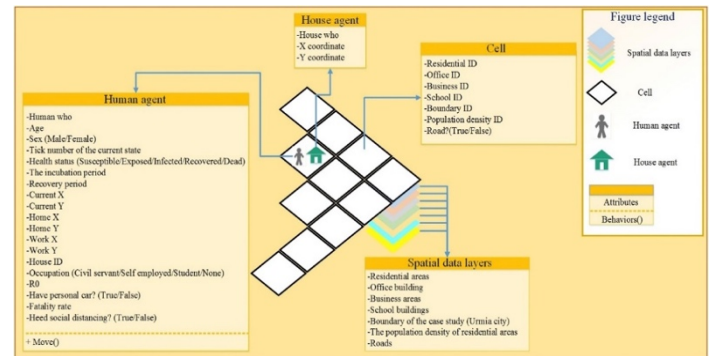 House agent
-House who
-X coordinate
-Y coordinate
Cell
-Residential ID
-Office ID
-Business ID
-School ID
-Boundary ID
-Population density ID
-Road?(True/False)
Human agent
-Human who
-Age
-Sex (Male/Female)
-Tick number of the current state
-Health status (Susceptible/Exposed/Infected/Recovered/Dead)
-The incubation period
-Recovery period
-Current X
-Current Y
-Home X
-Home Y
-Work X
-Work Y
-House ID
-Occupation (Civil servant/Self employed/Student/None)
-R0
-Have personal car? (True/False)
-Fatality rate
-Heed social distancing? (True/False)
+ Move()
Spatial data layers
-Residential areas
-Office building
-Business areas
-School buildings
-Boundary of the case study (Urmia city)
-The population density of residential areas
-Roads
Figure legend
Spatial data layers
Cell
Human agent
House agent
Attributes
Behaviors()